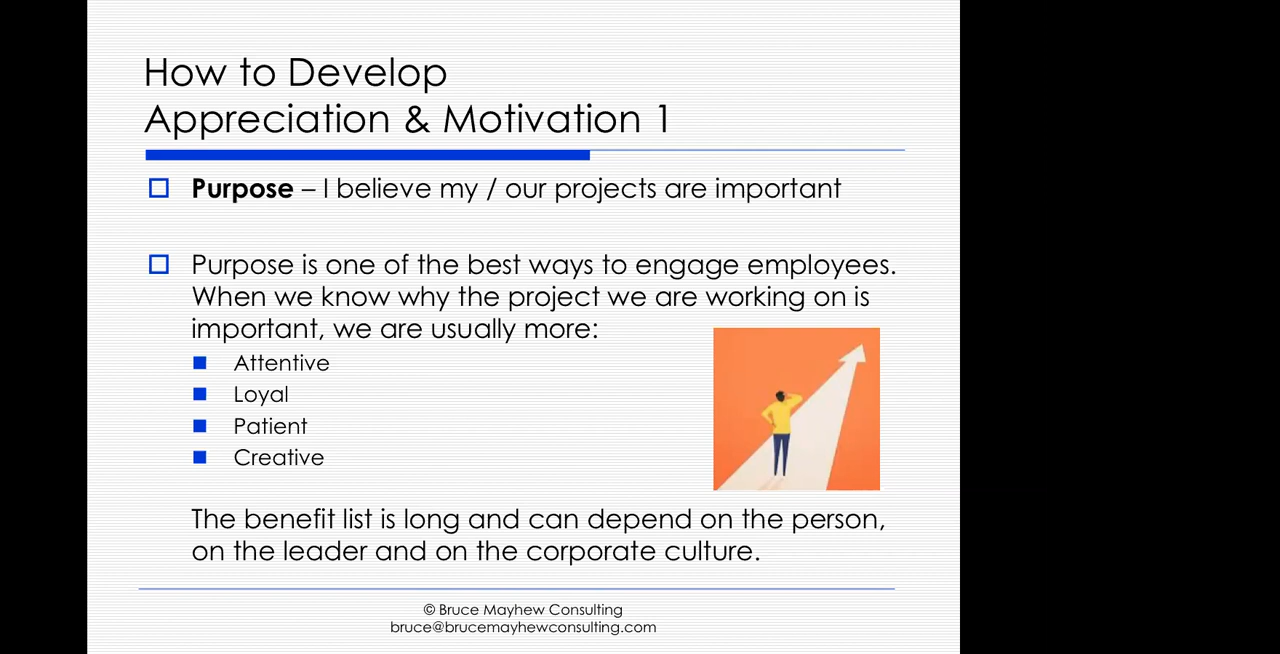 How to Develop
Appreciation & Motivation 1
Purpose – I believe my / our projects are important
Purpose is one of the best ways to engage employees.
When we know why the project we are working on is
important, we are usually more:
Attentive
Loyal
Patient
Creative
The benefit list is long and can depend on the person,
on the leader and on the corporate culture.
© Bruce Mayhew Consulting
bruce@brucemayhewconsulting.com